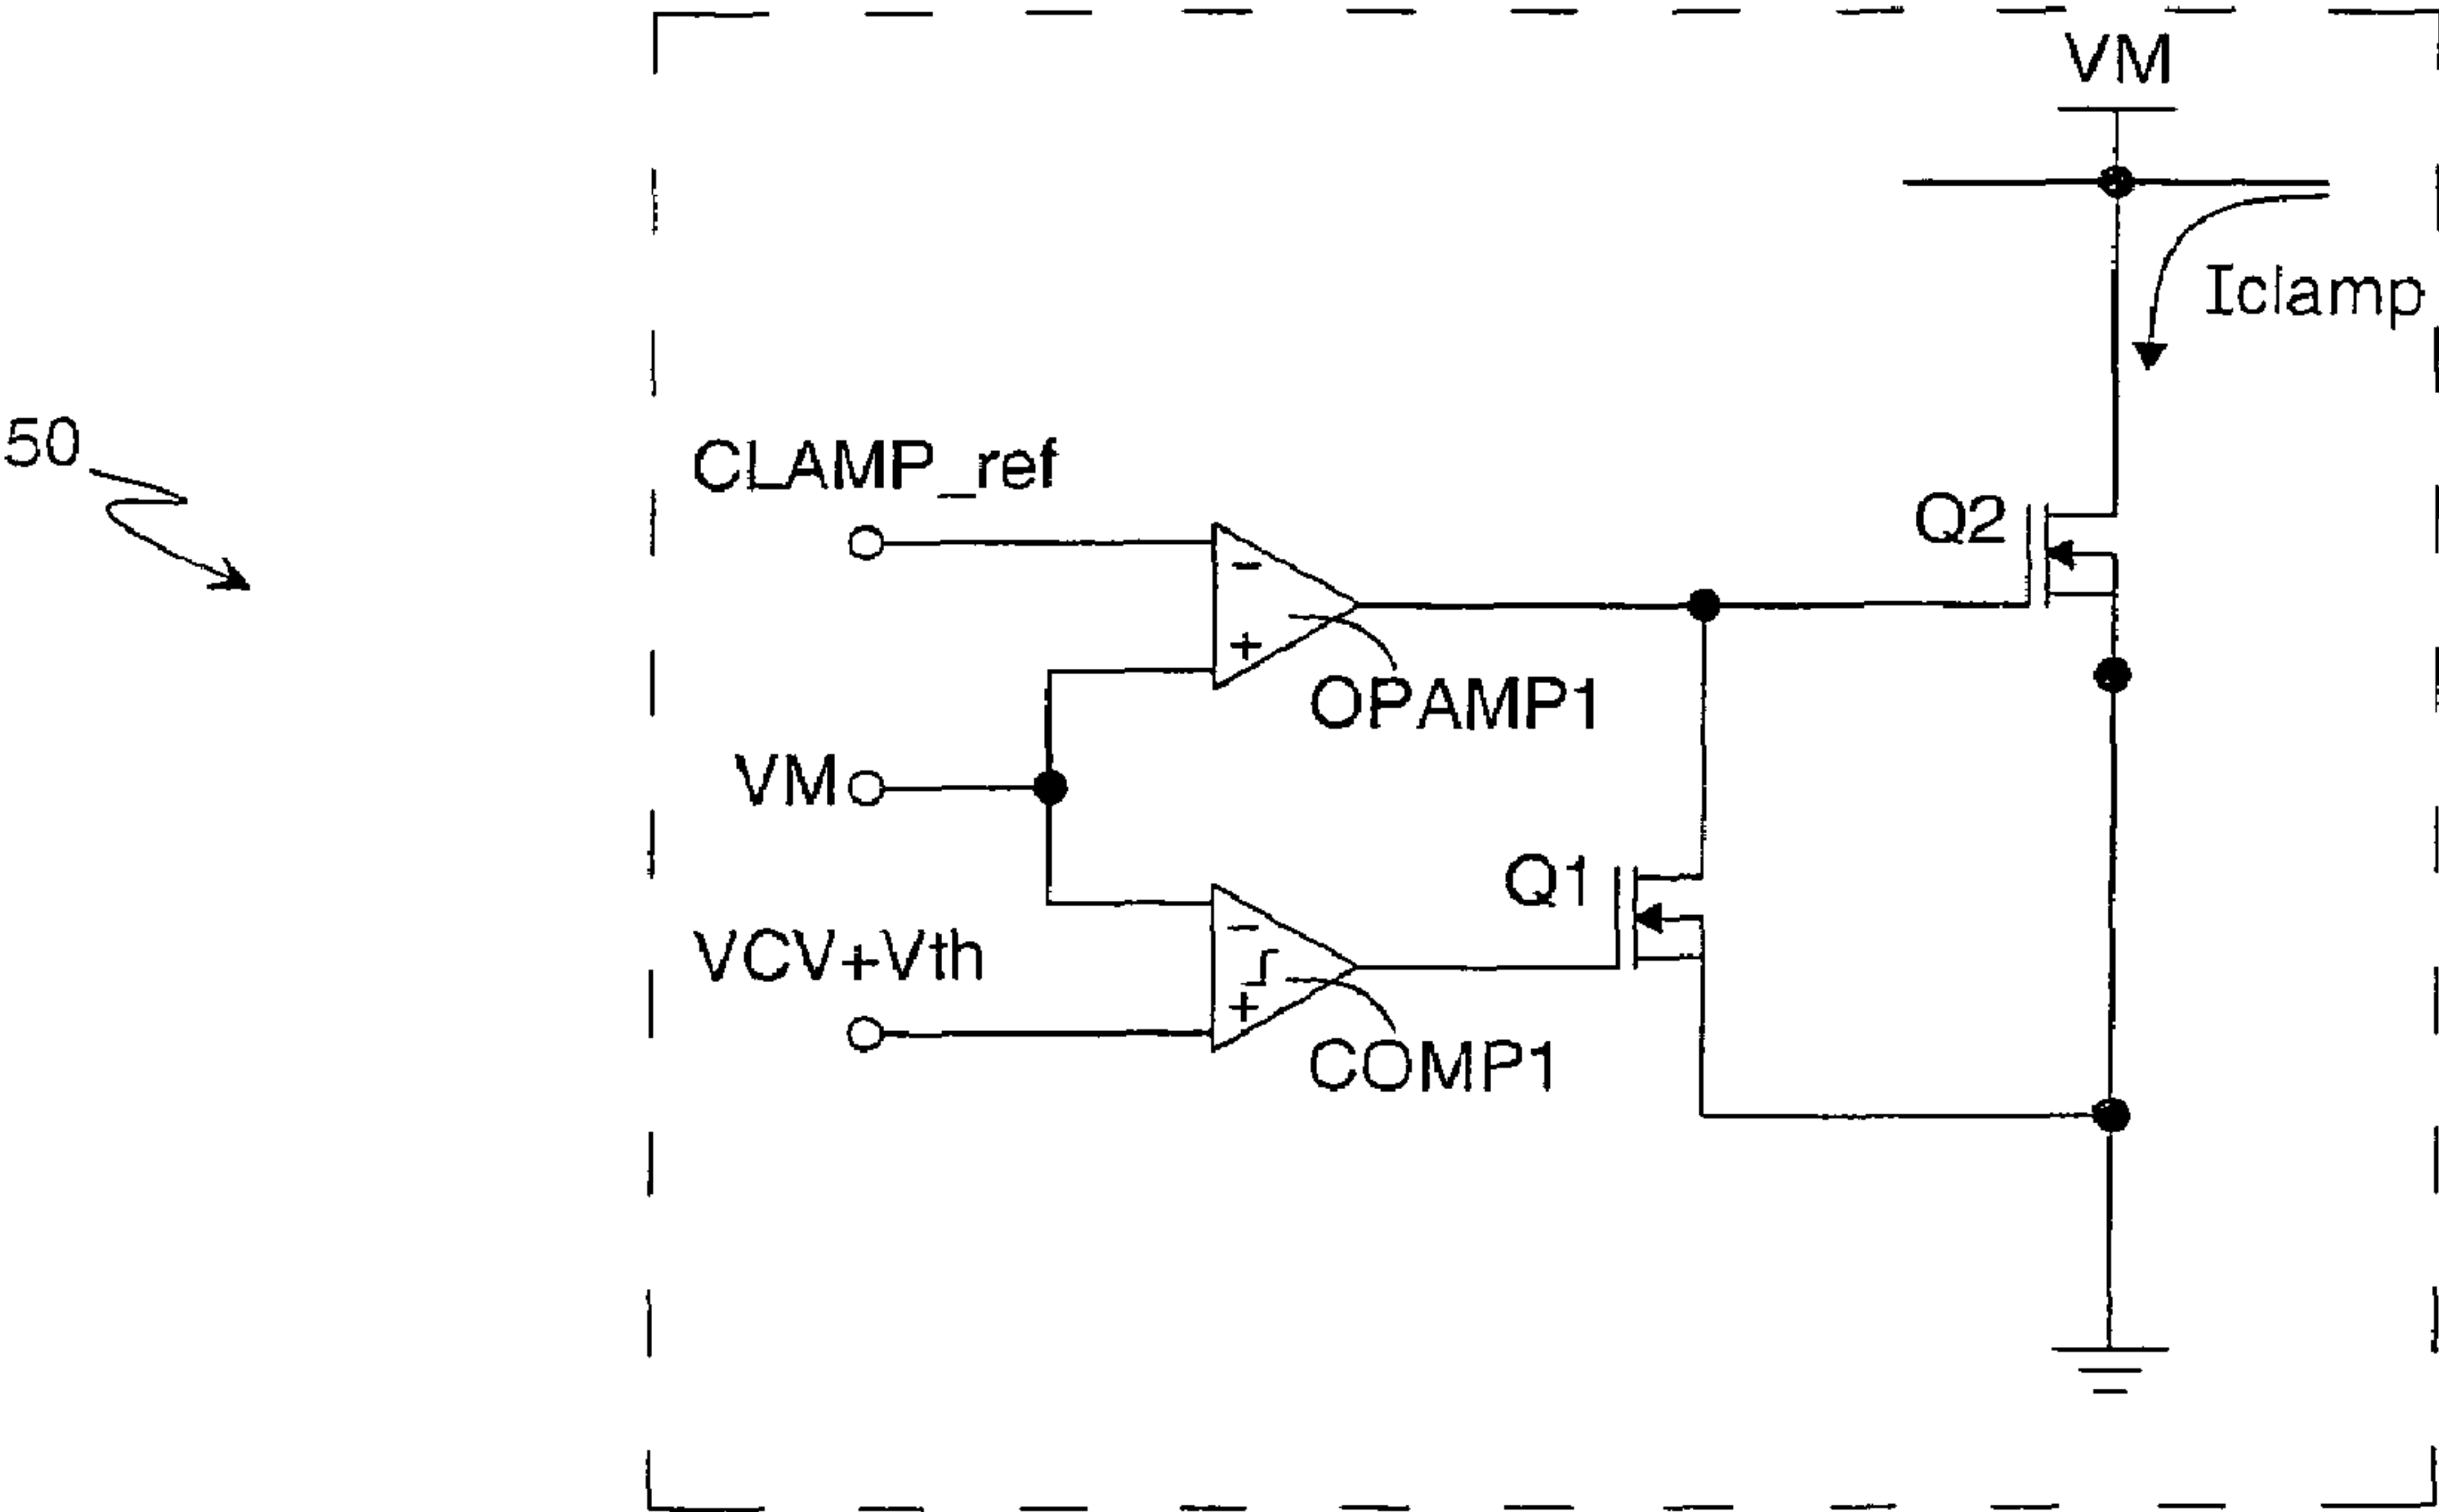 VM
Iclamp
50
CLAMP_ref
Q2
-
+
OPAMP1
VM
Q1
-
VCV+Vth
+
COMP1